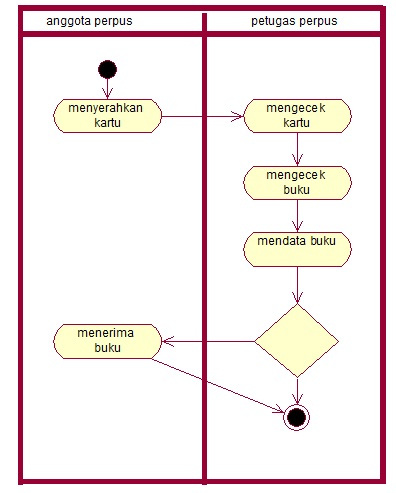 anggota perpus
petugas perpus
menyerahkan
kartu
mengecek
kartu
mengecek
buku
mendata buku
menerima
buku